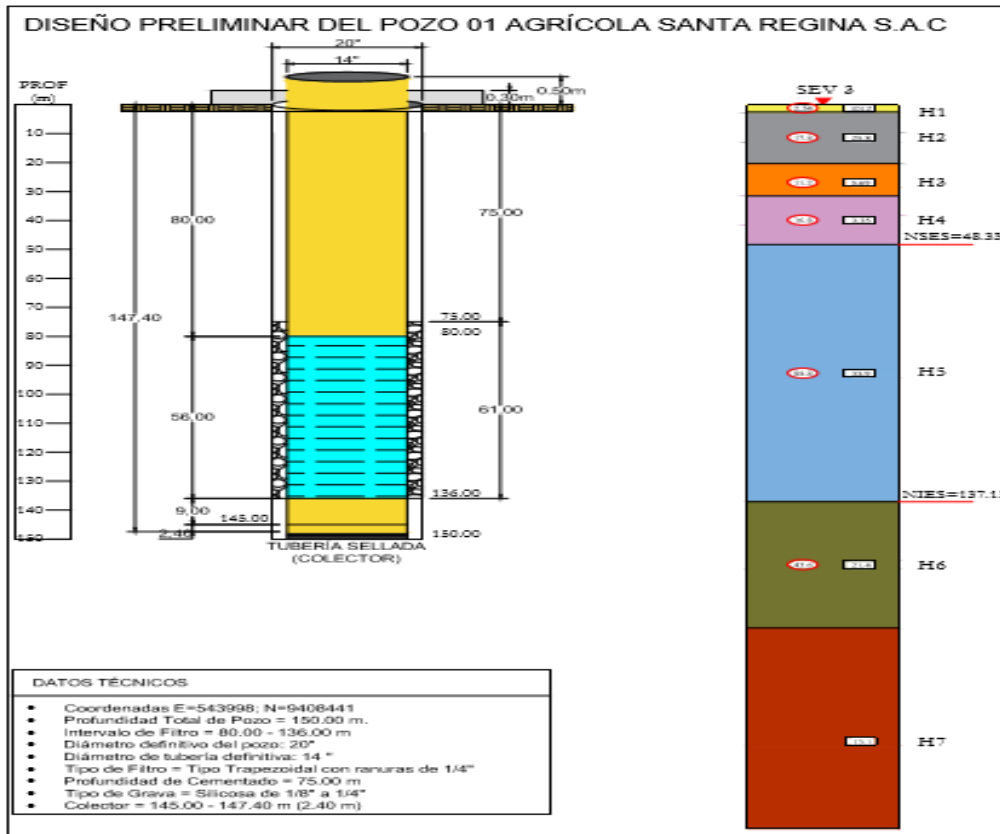 DISEÑO PRELIMINAR DEL POZO 01 AGRÍCOLA SANTA REGINA S.A.C
20"
14"
PROF
(m)
0.50m
0.30m
SEV 3
H1
10
H2
20
H3
30
80.00
75.00
40
H4
NSES=48.33
50
60
70
147.40
75.00
80
80.00
90
H5
100
56.00
61.00
110
120
130
136.00
NIES=137.1
140
9.00
145.00
2.40
150
150.00
TUBERÍA SELLADA
(COLECTOR)
H6
DATOS TÉCNICOS
• Coordenadas E=543998; N=9408441
• Profundidad Total de Pozo = 150.00 m.
• Intervalo de Filtro = 80.00 - 136.00 m
• Diámetro definitivo del pozo: 20"
• Diámetro de tubería definitiva: 14 "
• Tipo de Filtro = Tipo Trapezoidal con ranuras de 1/4"
• Profundidad de Cementado = 75.00 m
• Tipo de Grava = Silicosa de 1/8" a 1/4"
• Colector = 145.00 - 147.40 m (2.40 m)
H7